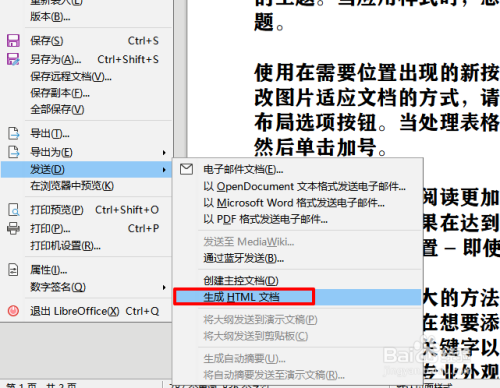 重新载入(L)
版本(B)...
保存(S) Ctrl+S
另存为(A)... Ctrl+Shift+S
保存远程文档(V)...
保存副本(F)...
全部保存(V)
导出(T)...
导出为(E)
发送(D)
在浏览器中预览(K)
打印预览(P) Ctrl+Shift+O
打印(P)... Ctrl+P
打印机设置(R)...
属性(I)...
数字签名(G)
退出 LibreOffice(X) Ctrl+Q
电子邮件文档(E)...
以 OpenDocument 文本格式发送电子邮件...
以 Microsoft Word 格式发送电子邮件...
以 PDF 格式发送电子邮件...
发送至 MediaWiki...
通过蓝牙发送(B)...
创建主控文档(D)
生成 HTML 文档
将大纲发送到演示文稿(P)
将大纲发送到剪贴板(C)
生成自动摘要(U)...
将自动摘要发送至演示文稿(M)...
题。
使用在需要位置出现的新按
改图片适应文档的方式，请
布局选项按钮。当处理表格
然后单击加号。
阅读更加
果在达到
置 – 即使
大的方法
在想要添
关键字以
专业外观
第 1 页，共 2 页
Baidu